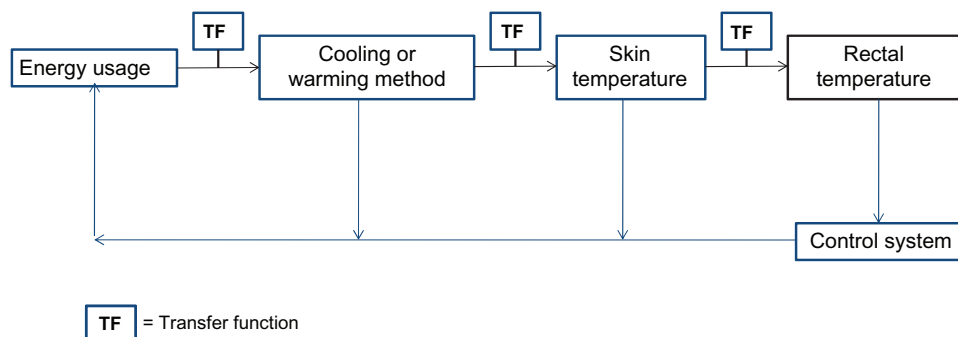 TF
TF
TF
Energy usage
Cooling or
warming method
Skin
temperature
Rectal
temperature
Control system
TF = Transfer function